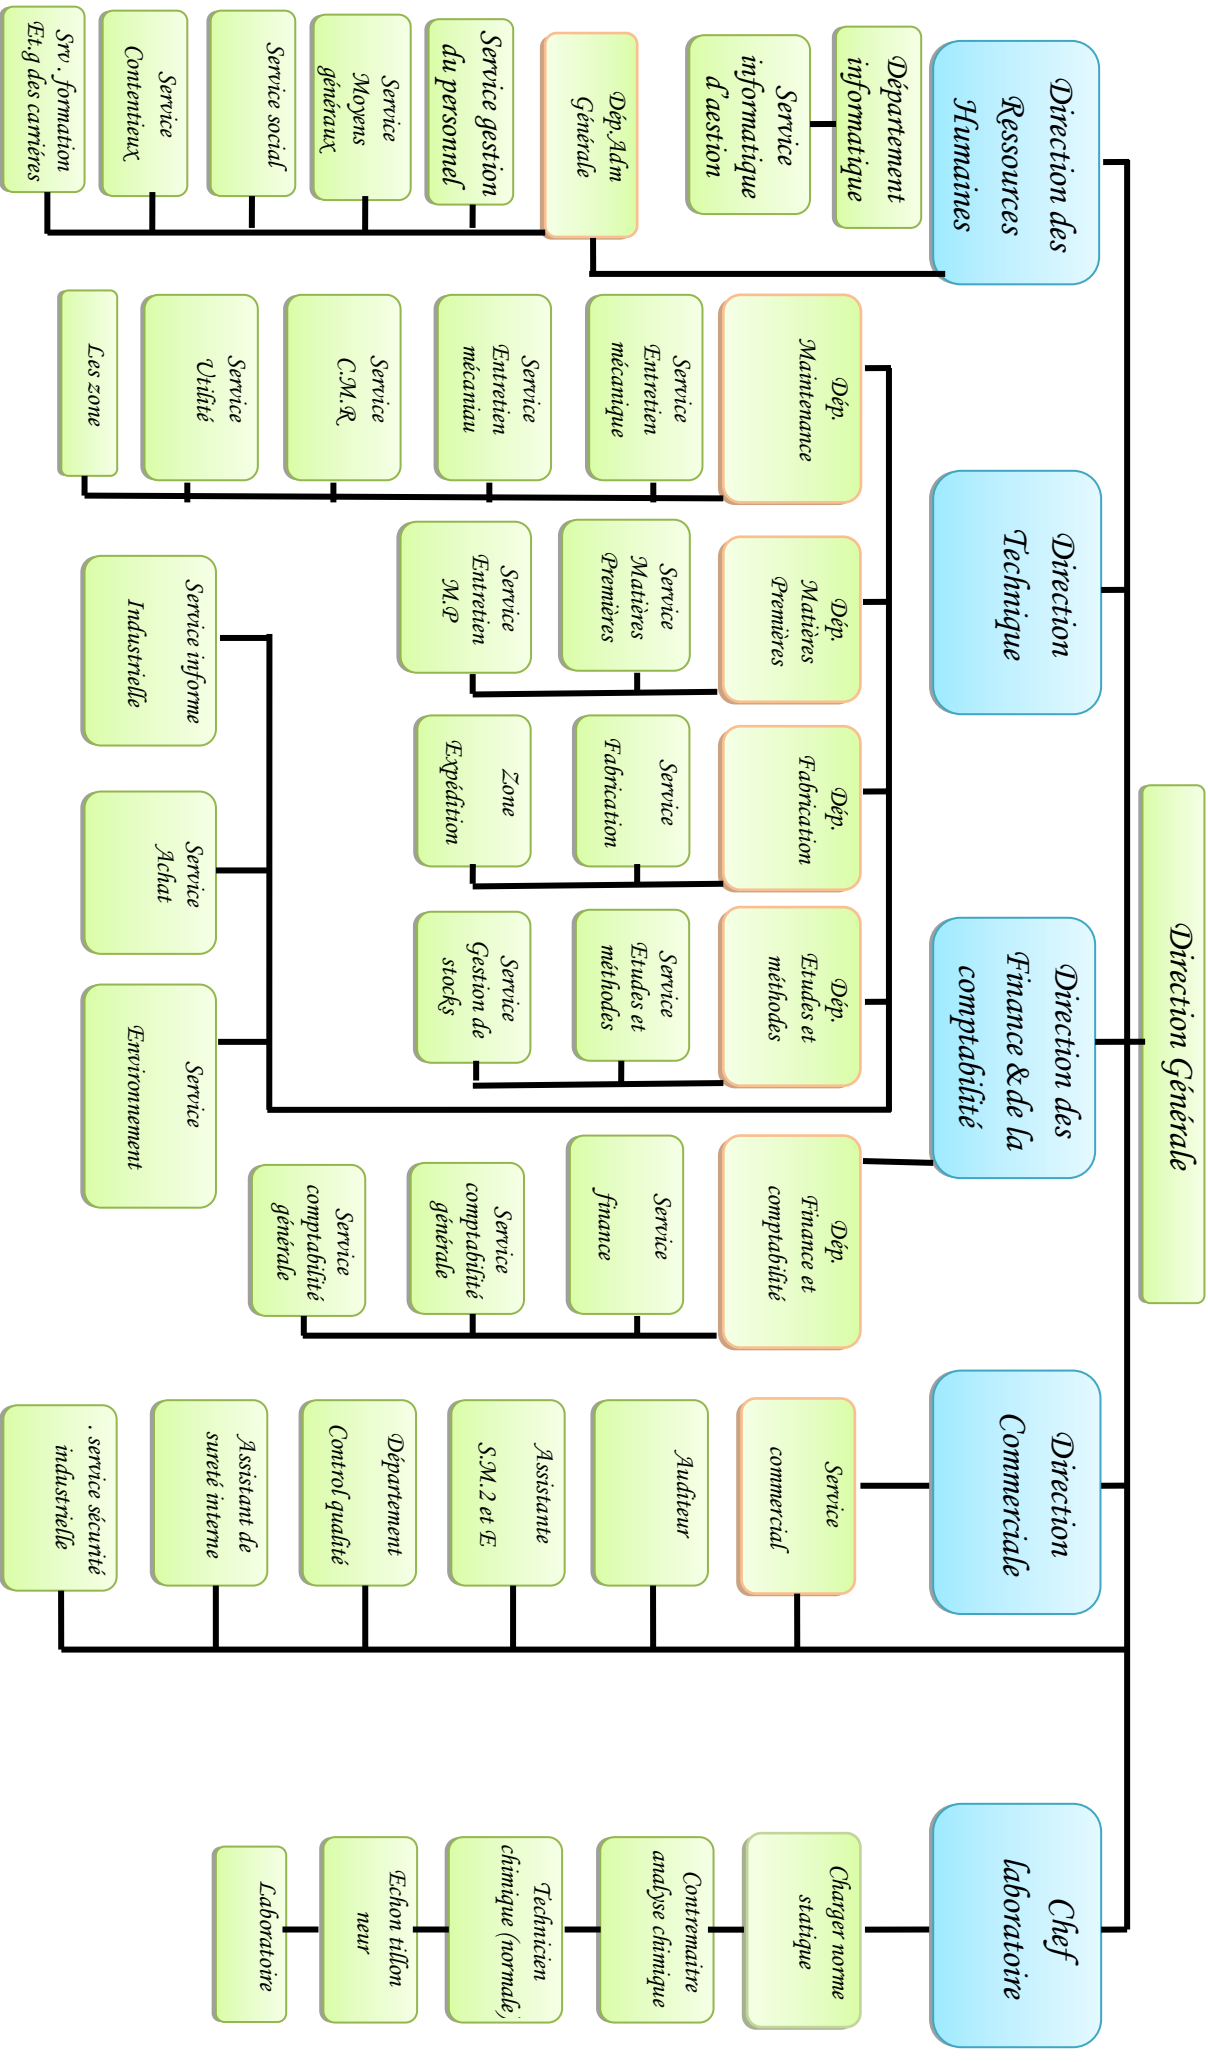 Direction Générale
Direction des
Ressources
Humaines
Direction
Technique
Direction des
Finance & de la
comptabilité
Direction
Commerciale
Chef
laboratoire
Département
informatique
Service
informatique
d'aestion
Dép.Adm
Générale
Service gestion
du personnel
Service
Moyens
généraux
Service social
Service
Contentieux
Srv . formation
Et.g des carriéres
Dép.
Maintenance
Service
Entretien
mécanique
Service
Entretien
mécaniau
Service
C.M.R
Service
Utilité
Les zone
Dép.
Matières
Premières
Service
Matières
Premières
Service
Entretien
M.P
Dép.
Fabrication
Service
Fabrication
Zone
Expédition
Dép.
Etudes et
méthodes
Service
Etudes et
méthodes
Service
Gestion de
stocks
Service informe
Industrielle
Service
Achat
Service
Environnement
Dép.
Finance et
comptabilité
Service
finance
Service
comptabilité
générale
Service
comptabilité
générale
Service
commercial
Auditeur
Assistante
S.M.2 et E
Département
Control qualité
Assistant de
sureté interne
. service sécurité
industrielle
Charger norme
statique
Contremaitre
analyse chimique
Technicien
chimique (normale)
Echon tillon
neur
Laboratoire